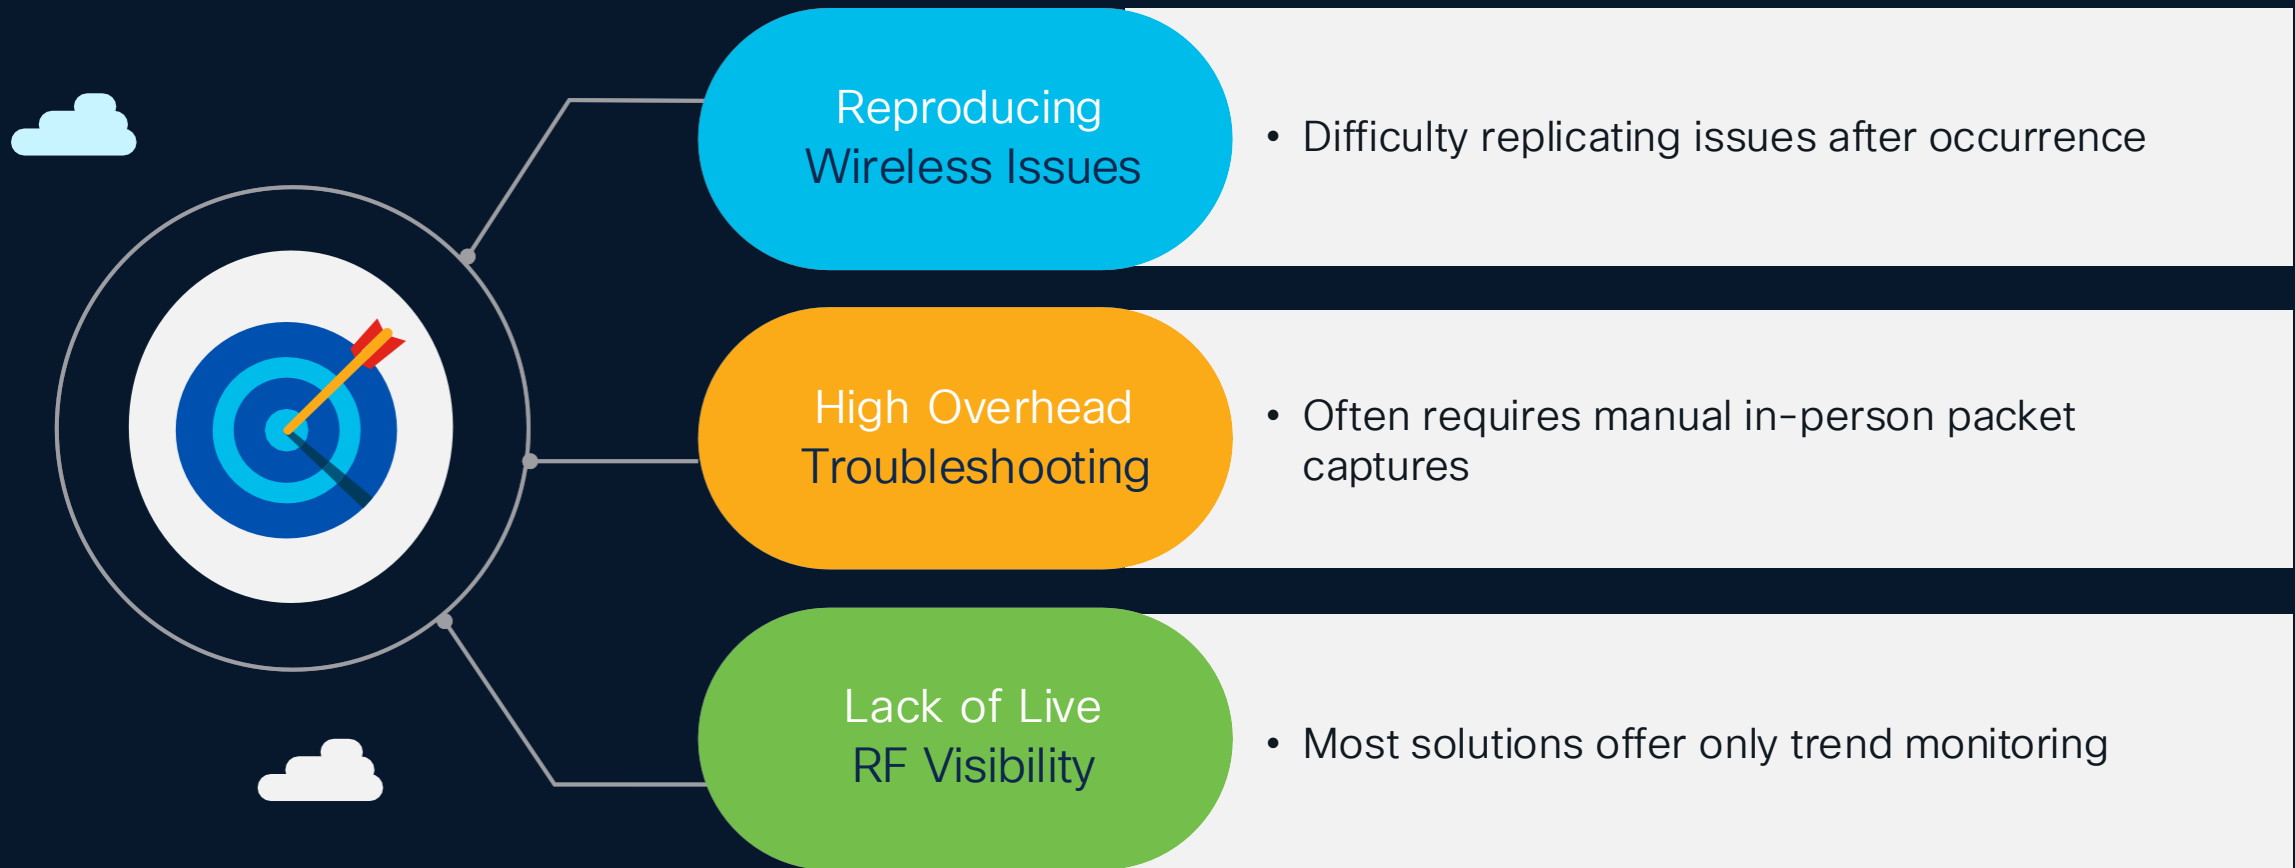 Reproducing
Wireless Issues
• Difficulty replicating issues after occurrence
High Overhead
Troubleshooting
• Often requires manual in-person packet
captures
Lack of Live
RF Visibility
• Most solutions offer only trend monitoring